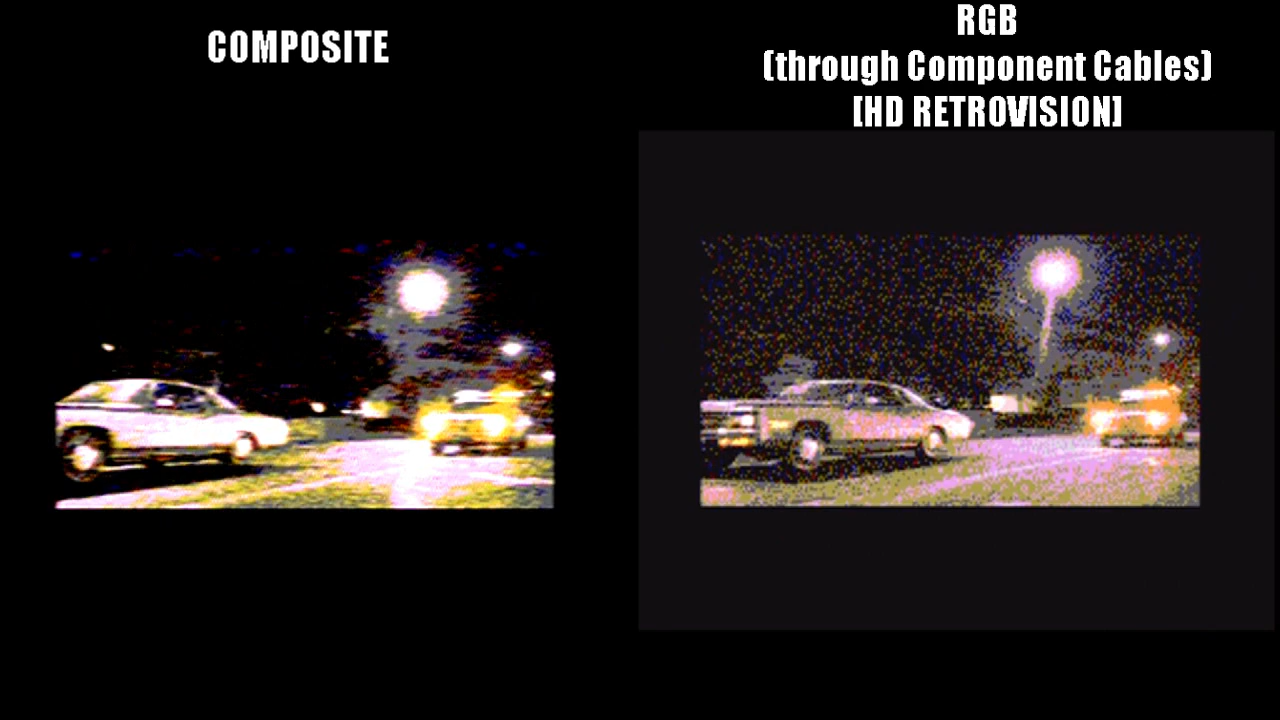 COMPOSITE
RGB
(through Component Cables)
[HD RETROVISION]